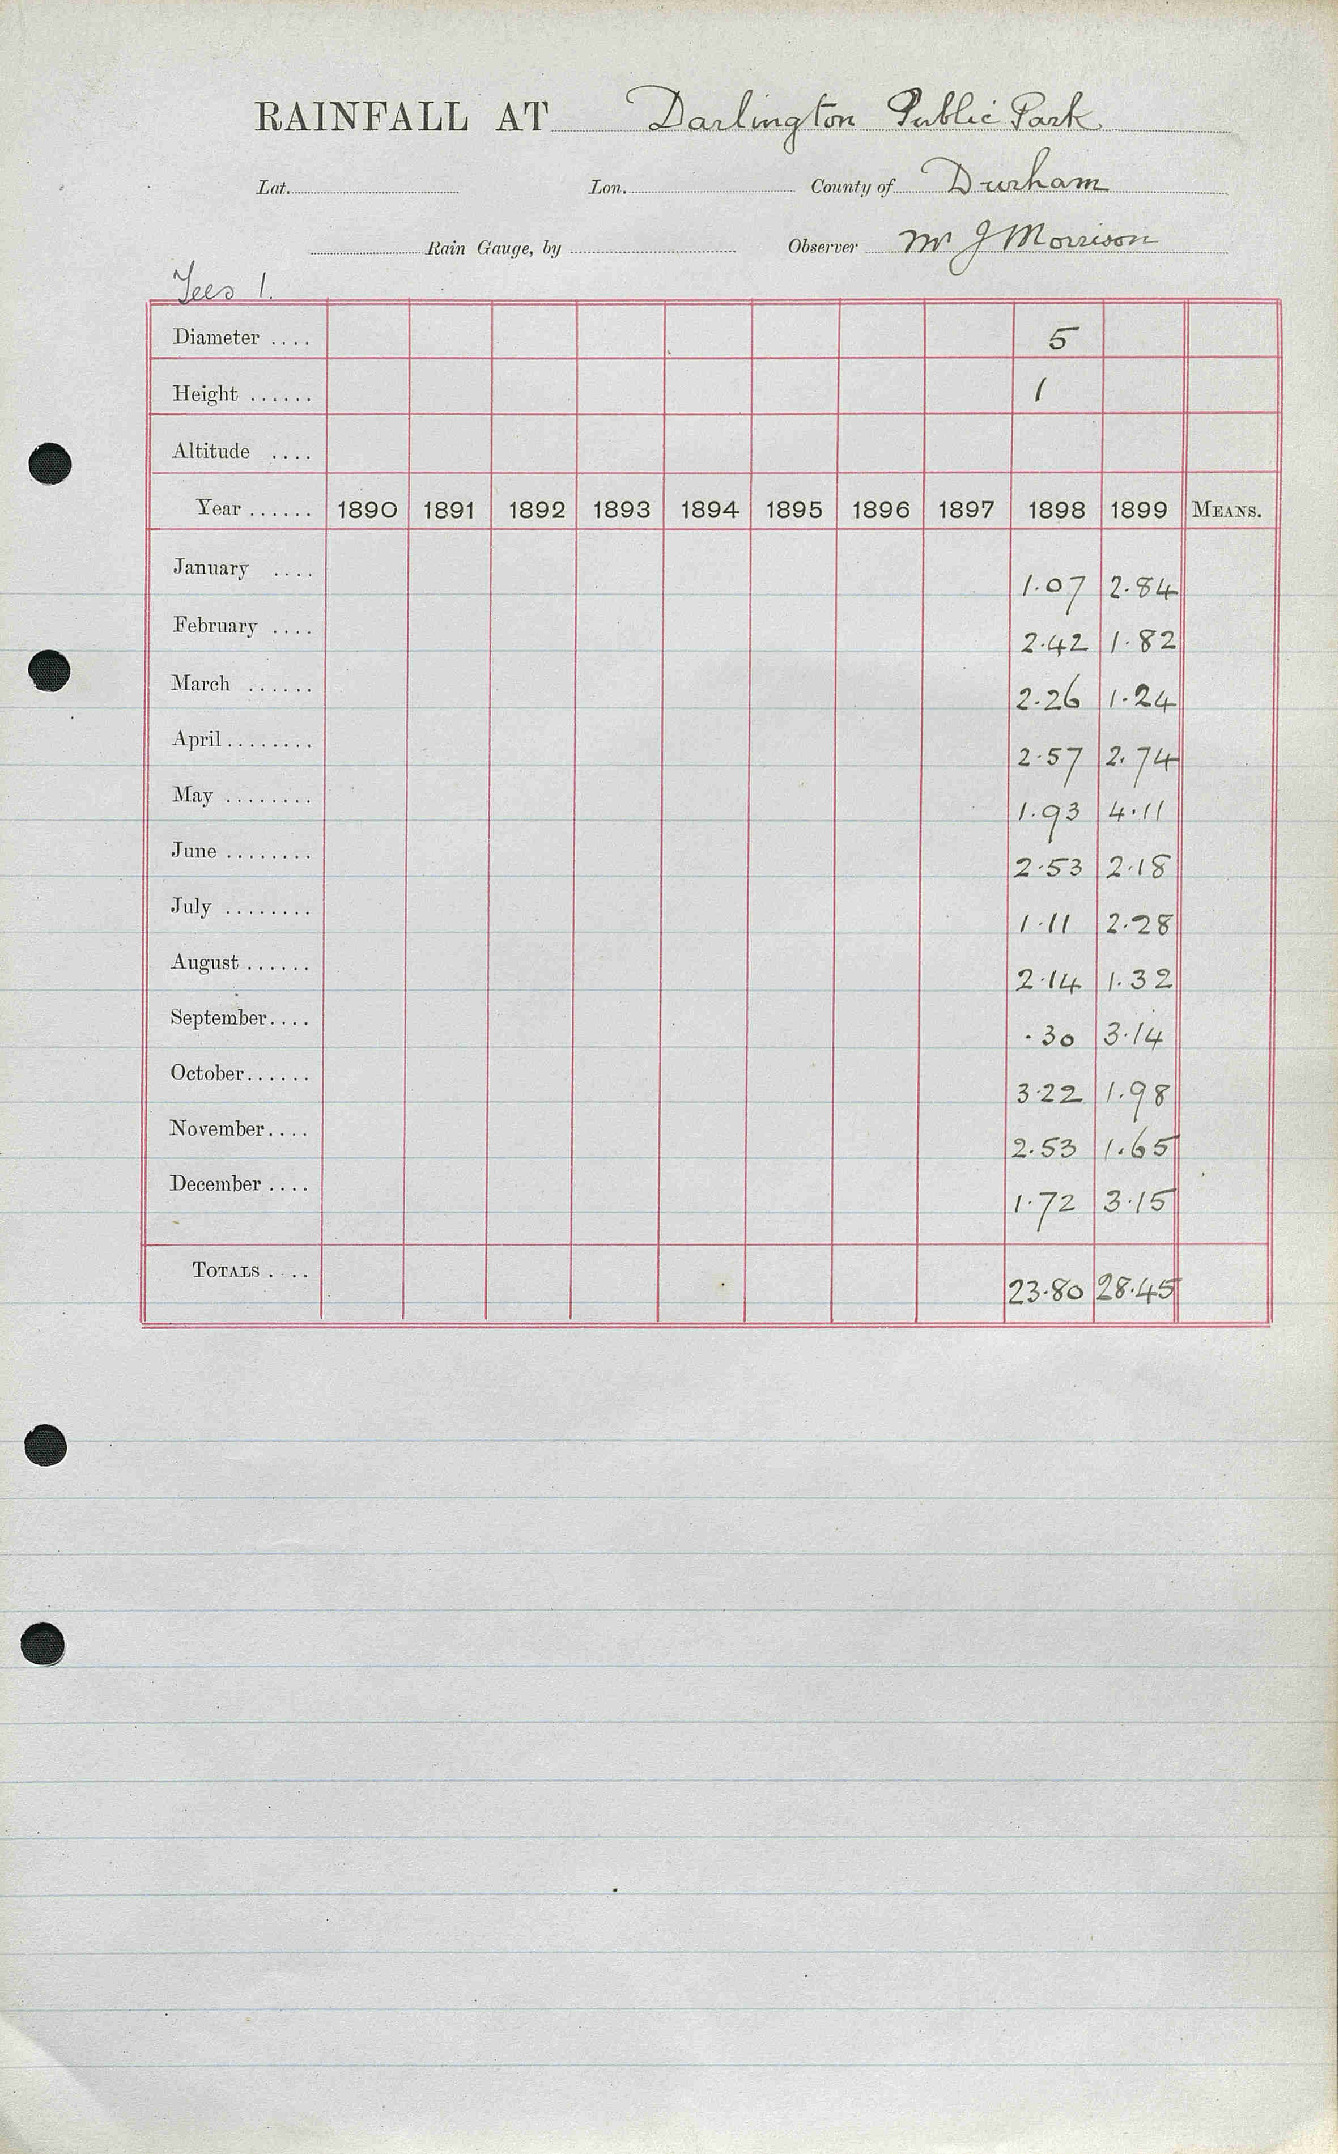 RAINFALL AT Darlington Public Park
Lat. Lon. County of Durham
Rain Gauge, by Observer Mr J Morrison
Tees 1.
Diameter .... 5
Height ...... 1
Altitude ....
Year ...... 1890 1891 1892 1893 1894 1895 1896 1897 1898 1899 MEANS.
January .... 1.07 2.84
February .... 2.42 1.82
March ...... 2.26 1.24
April........ 2.57 2.74
May ........ 1.93 4.11
June ........ 2.53 2.18
July ........ 1.11 2.28
August ...... 2.14 1.32
September.... .30 3.14
October...... 3.22 1.98
November.... 2.53 1.65
December .... 1.72 3.15
TOTALS .... 23.80 28.45